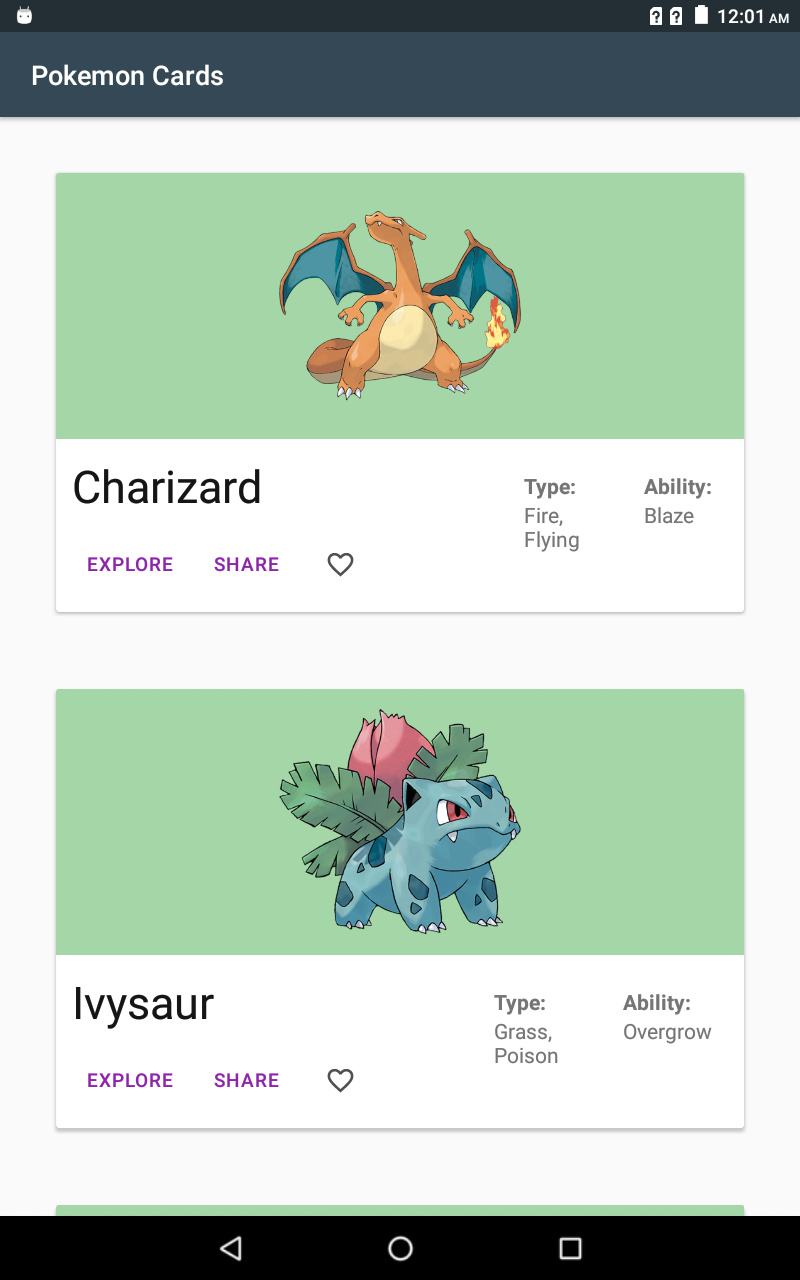 12:01 AM
Pokemon Cards
Charizard
Type:
Fire,
Flying
Ability:
Blaze
EXPLORE
SHARE
Ivysaur
Type:
Grass,
Poison
Ability:
Overgrow
EXPLORE
SHARE